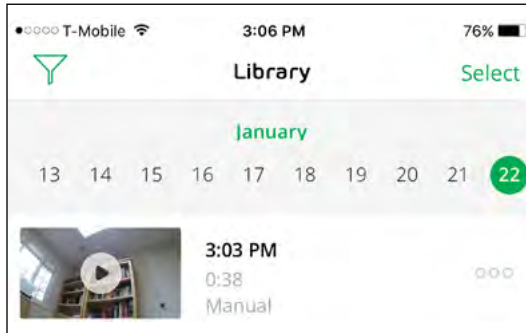 T-Mobile 3:06 PM 76%
Library Select
January
13 14 15 16 17 18 19 20 21 22
3:03 PM
0:38
Manual